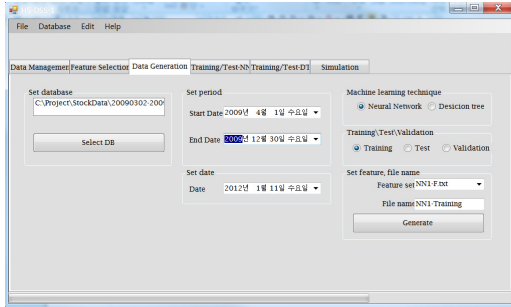 File Database Edit Help
Data Managemen Feature Selection Data Generation Training/Test-NN Training/Test-DT Simulation
Set database
C:\Project\StockData\20090302-2009
Select DB
Set period
Start Date 2009년 4월 1일 수요일
End Date 2009년 12월 30일 수요일
Set date
Date 2012년 1월 11일 수요일
Machine learning technique
Neural Network Desicion tree
Training\Test\Validation
Training Test Validation
Set feature, file name
Feature set NN1-F.txt
File name NN1-Training
Generate